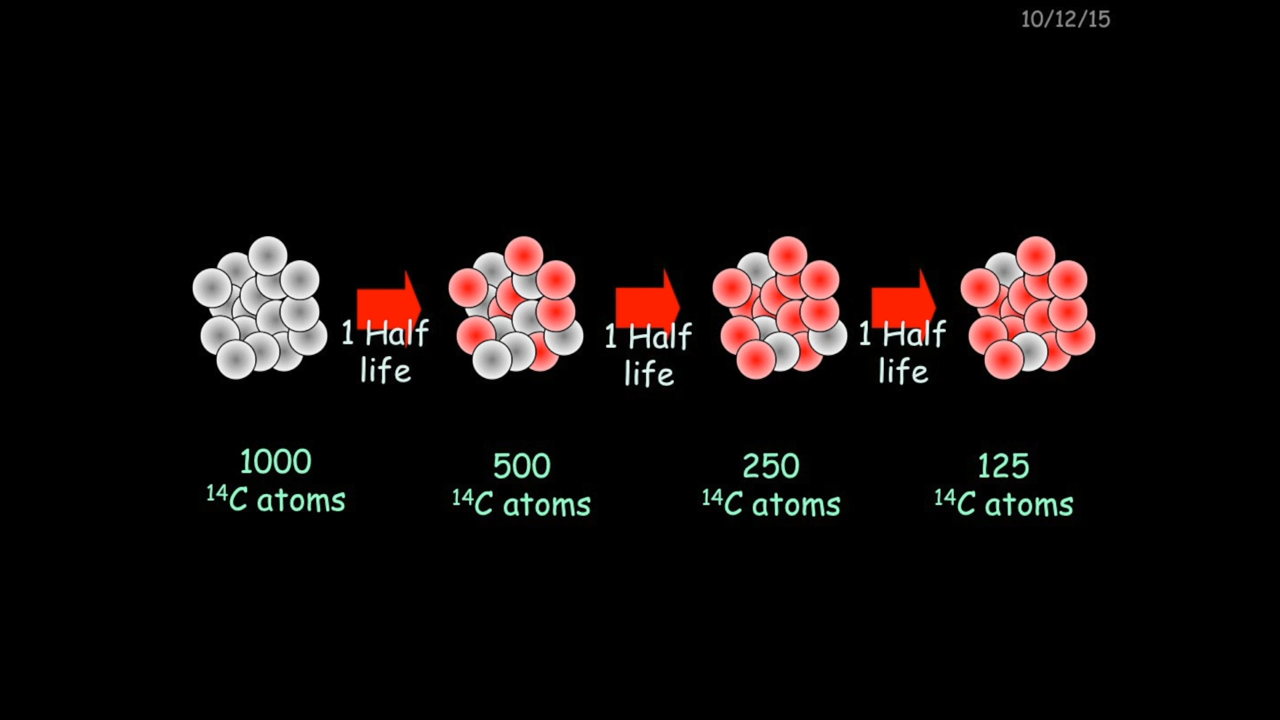 10/12/15
1 Half
life
1 Half
life
1 Half
life
1000
¹⁴C atoms
500
¹⁴C atoms
250
¹⁴C atoms
125
¹⁴C atoms